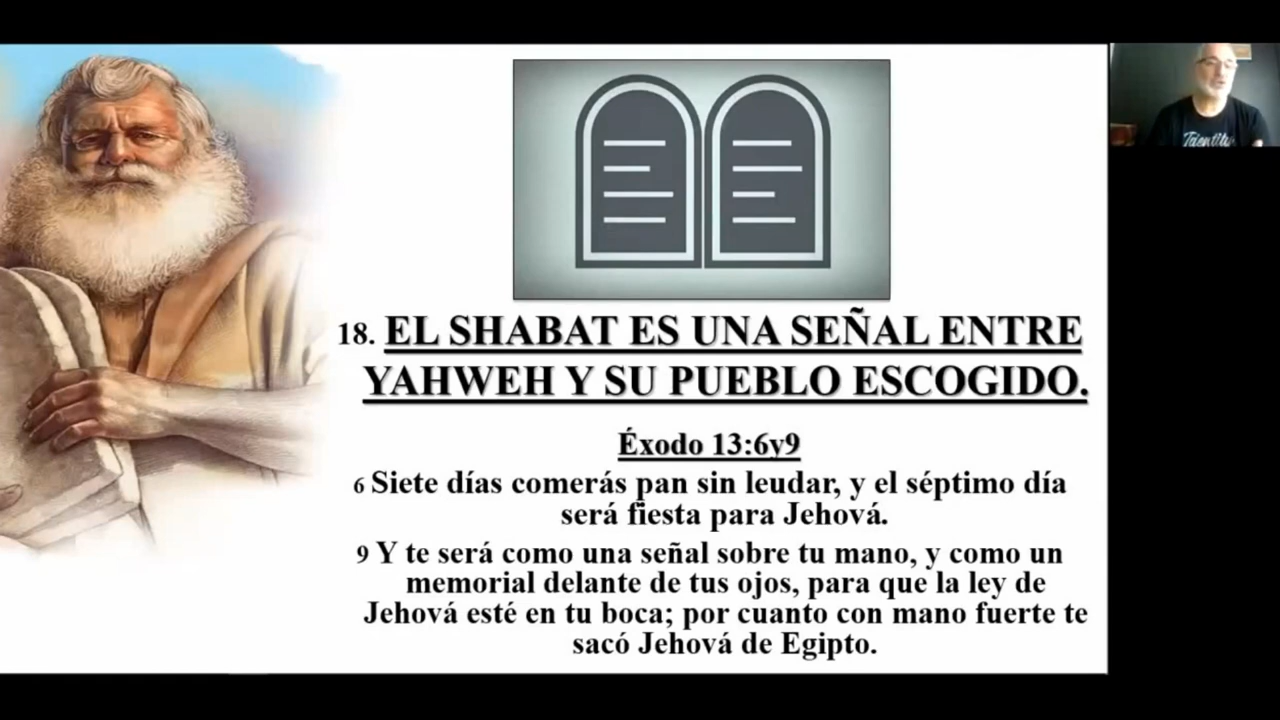 18. EL SHABAT ES UNA SEÑAL ENTRE
YAHWEH Y SU PUEBLO ESCOGIDO.
Éxodo 13:6y9
6 Siete días comerás pan sin leudar, y el séptimo día
será fiesta para Jehová.
9 Y te será como una señal sobre tu mano, y como un
memorial delante de tus ojos, para que la ley de
Jehová esté en tu boca; por cuanto con mano fuerte te
sacó Jehová de Egipto.